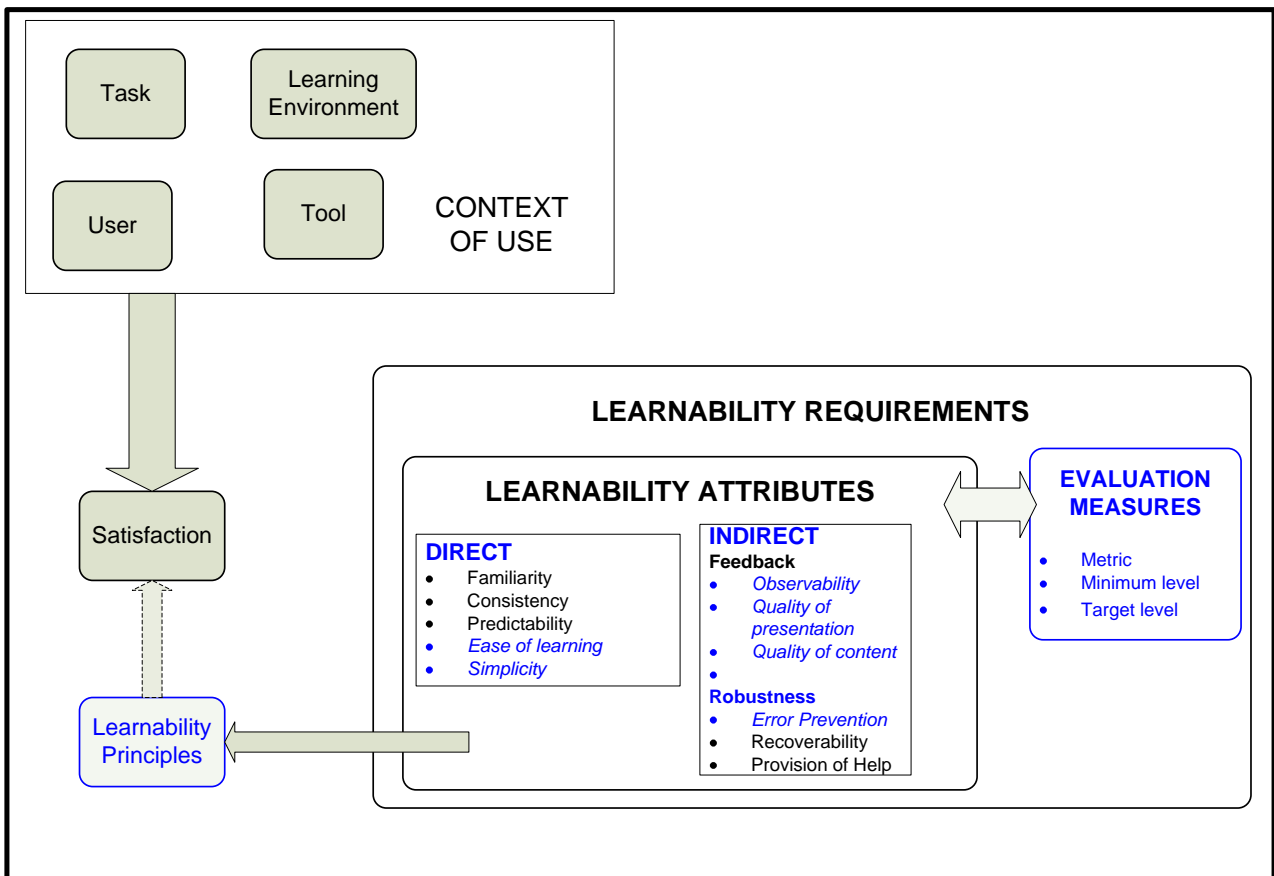 Task
Learning
Environment
User
Tool
CONTEXT
OF USE
LEARNABILITY REQUIREMENTS
LEARNABILITY ATTRIBUTES
EVALUATION
MEASURES
• Metric
• Minimum level
• Target level
Satisfaction
DIRECT
• Familiarity
• Consistency
• Predictability
• Ease of learning
• Simplicity
INDIRECT
Feedback
• Observability
• Quality of
presentation
• Quality of content
•
Robustness
• Error Prevention
• Recoverability
• Provision of Help
Learnability
Principles